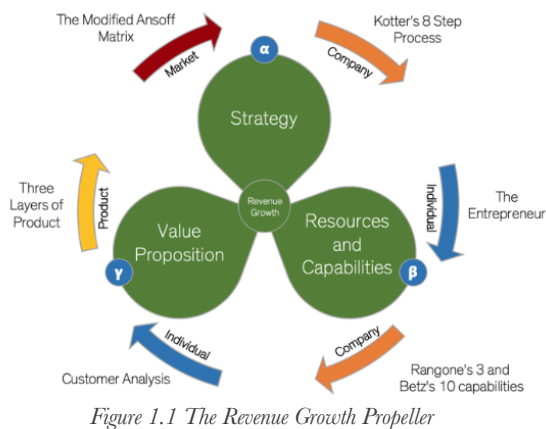 The Modified Ansoff
Matrix
Market
α
Kotter's 8 Step
Process
Company
Strategy
Three
Layers of
Product
Product
Value
Proposition
Revenue
Growth
Resources
and
Capabilities
Individual
The
Entrepreneur
γ
β
Individual
Customer Analysis
Company
Rangone's 3 and
Betz's 10 capabilities
Figure 1.1 The Revenue Growth Propeller